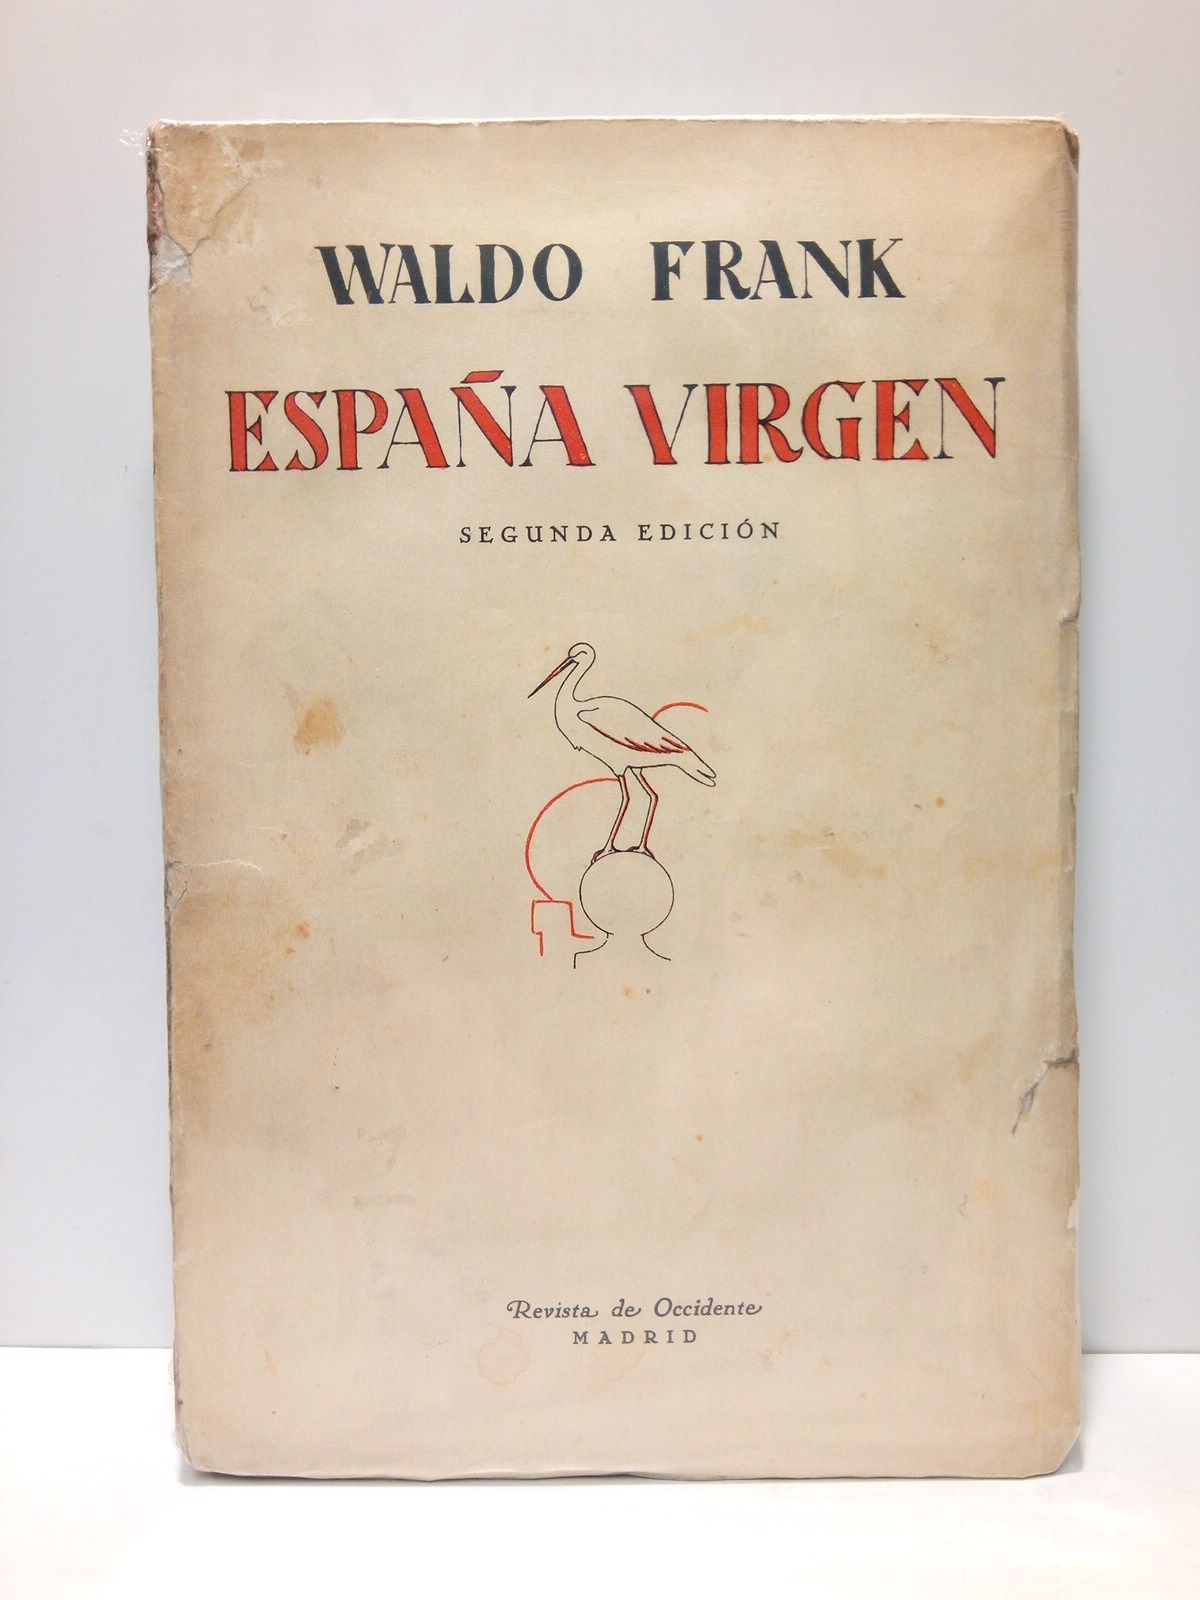 WALDO FRANK
ESPAÑA VIRGEN
SEGUNDA EDICIÓN
Revista de Occidente
MADRID